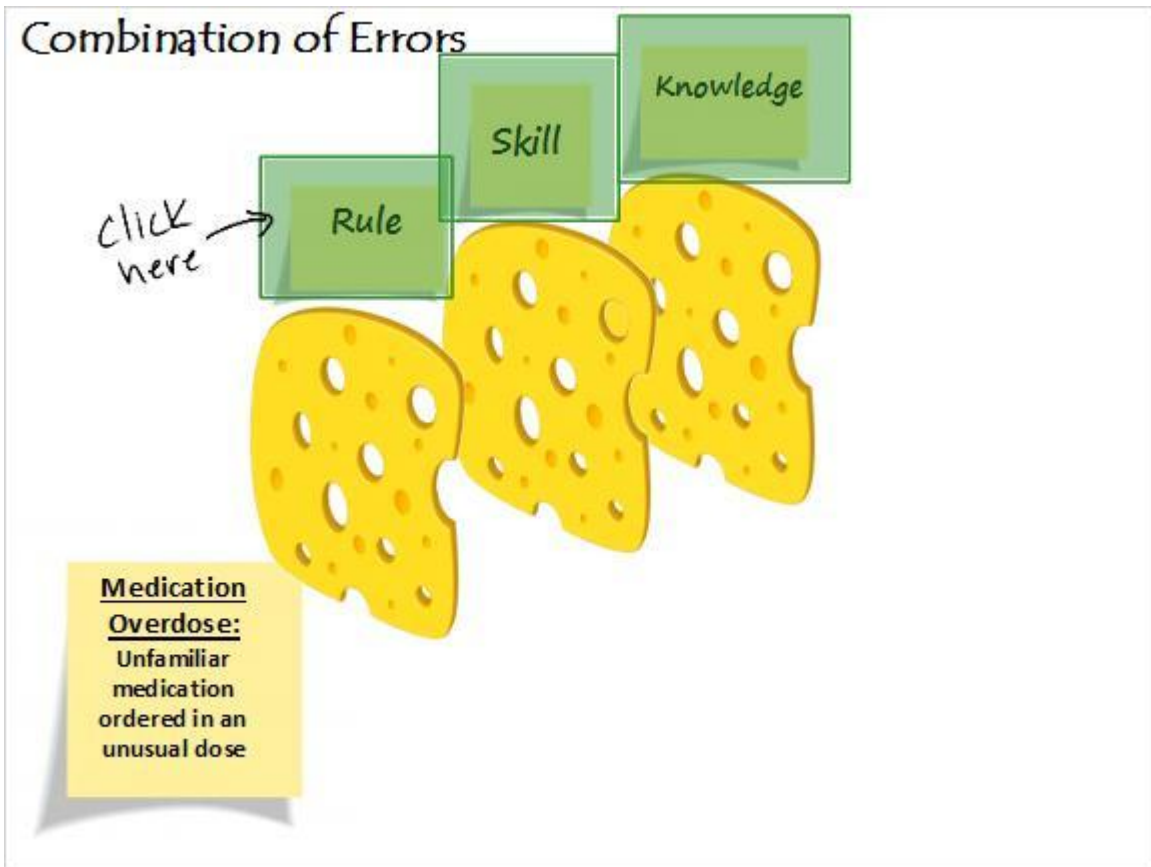 Combination of Errors
Knowledge
Skill
Rule
click
here
Medication
Overdose:
Unfamiliar
medication
ordered in an
unusual dose